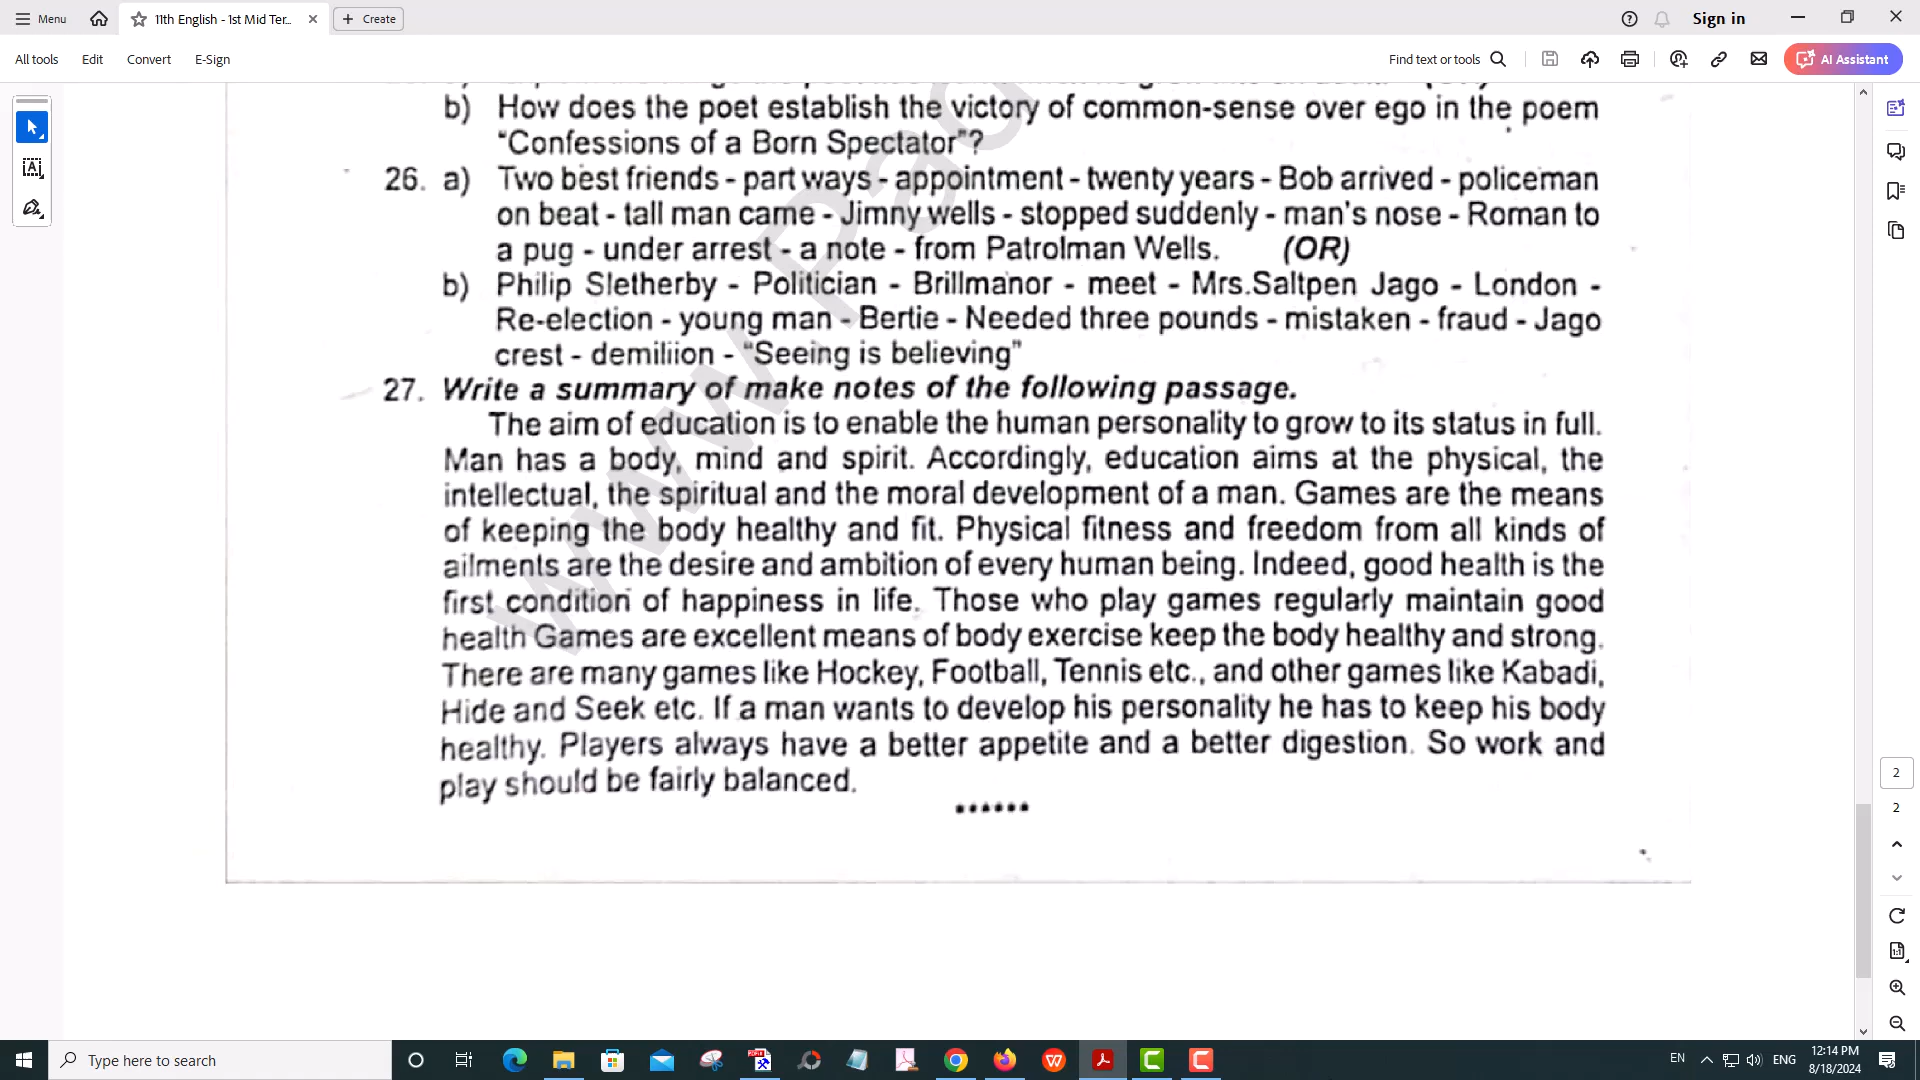 Menu
11th English - 1st Mid Ter...
Create
Sign in
All tools
Edit
Convert
E-Sign
Find text or tools
AI Assistant
b) How does the poet establish the victory of common-sense over ego in the poem
"Confessions of a Born Spectator"?
26. a) Two best friends - part ways - appointment - twenty years - Bob arrived - policeman
on beat - tall man came - Jimny wells - stopped suddenly - man's nose - Roman to
a pug - under arrest - a note - from Patrolman Wells. (OR)
b) Philip Sletherby - Politician - Brillmanor - meet - Mrs.Saltpen Jago - London -
Re-election - young man - Bertie - Needed three pounds - mistaken - fraud - Jago
crest - demiliion - "Seeing is believing"
27. Write a summary of make notes of the following passage.
The aim of education is to enable the human personality to grow to its status in full.
Man has a body, mind and spirit. Accordingly, education aims at the physical, the
intellectual, the spiritual and the moral development of a man. Games are the means
of keeping the body healthy and fit. Physical fitness and freedom from all kinds of
ailments are the desire and ambition of every human being. Indeed, good health is the
first condition of happiness in life. Those who play games regularly maintain good
health Games are excellent means of body exercise keep the body healthy and strong.
There are many games like Hockey, Football, Tennis etc., and other games like Kabadi,
Hide and Seek etc. If a man wants to develop his personality he has to keep his body
healthy. Players always have a better appetite and a better digestion. So work and
play should be fairly balanced.
......
www.Pad
2
2
Type here to search
EN
ENG
12:14 PM
8/18/2024